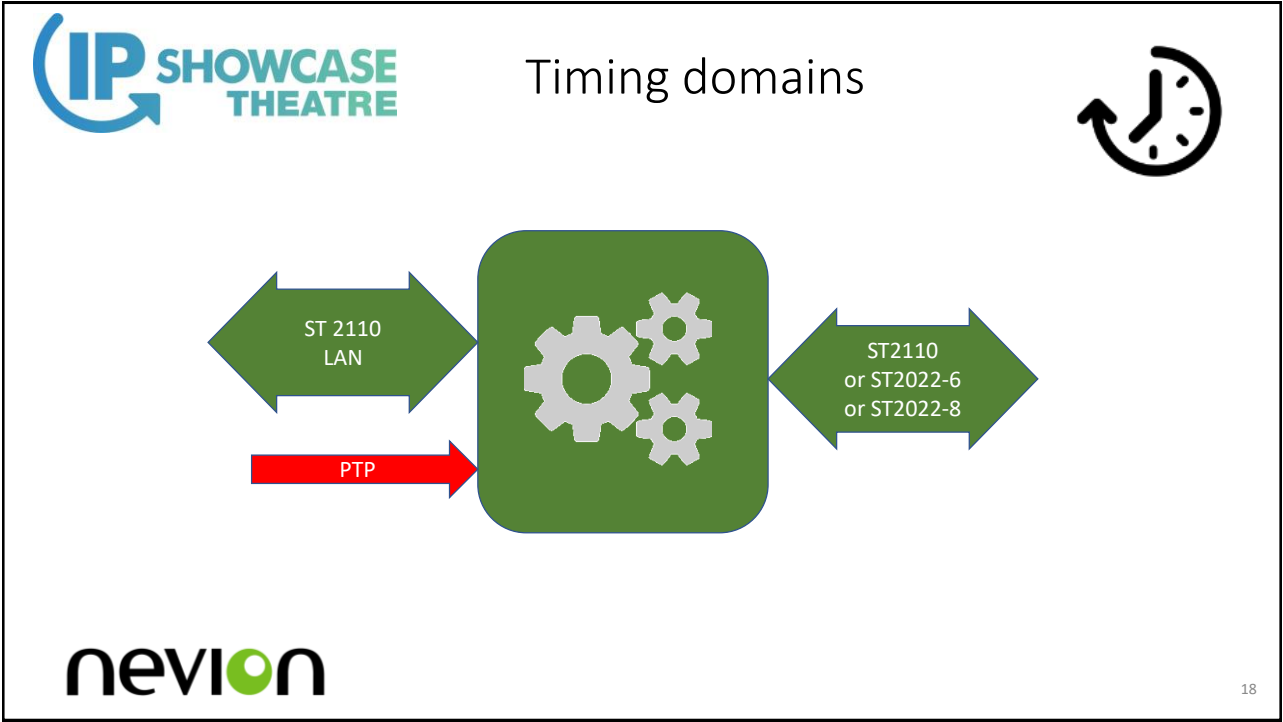 IP SHOWCASE
THEATRE
Timing domains
ST 2110
LAN
PTP
ST2110
or ST2022-6
or ST2022-8
nevion
18